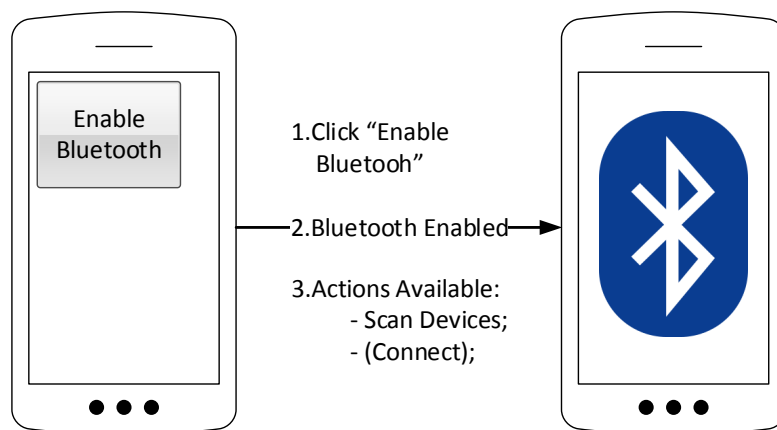 Enable
Bluetooth
1.Click “Enable
Bluetooh”
2.Bluetooth Enabled
3.Actions Available:
- Scan Devices;
- (Connect);